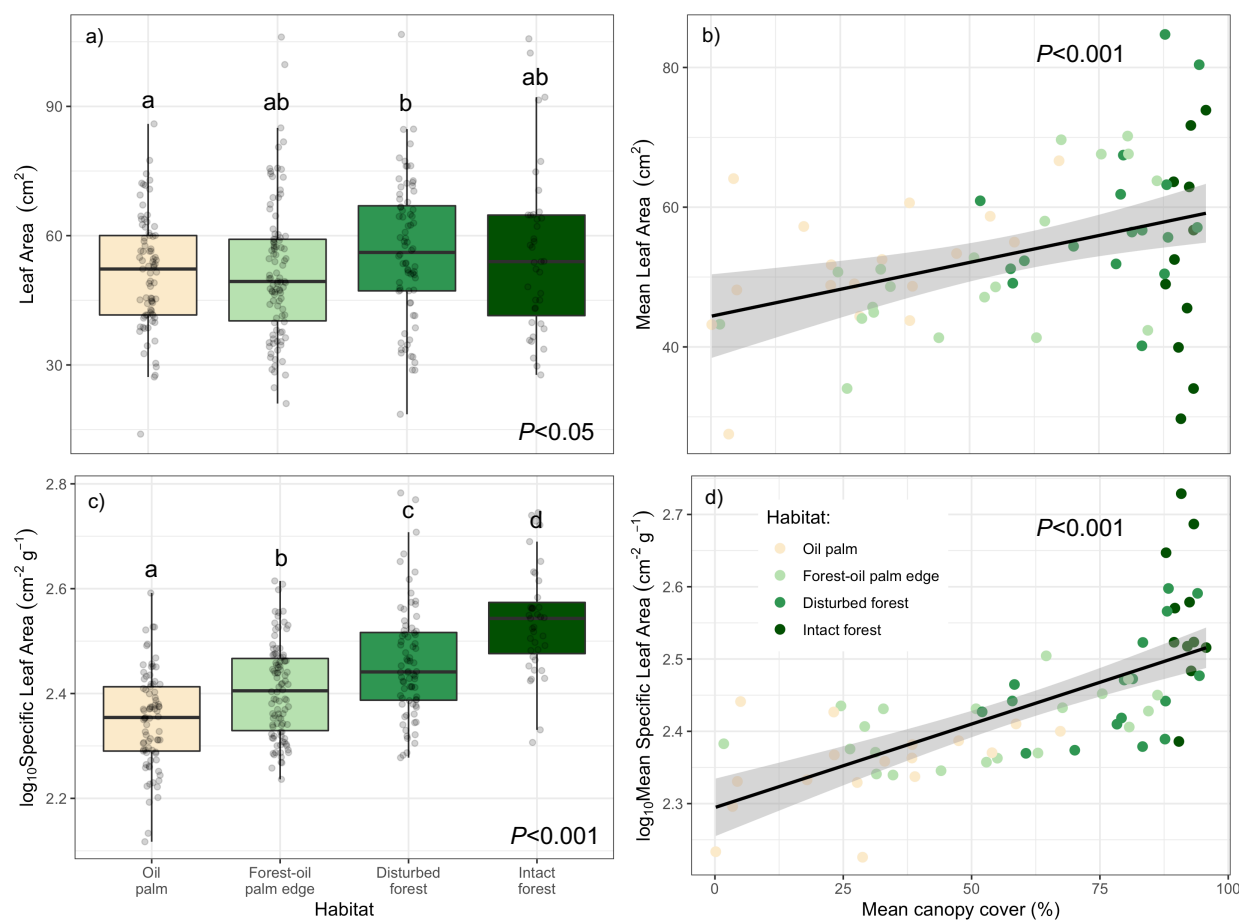 a)
90
60
30
Leaf Area (cm²)
a
ab
b
ab
P<0.05
b)
80
60
40
Mean Leaf Area (cm²)
P<0.001
c)
2.8
2.6
2.4
2.2
log₁₀Specific Leaf Area (cm⁻² g⁻¹)
a
b
c
d
P<0.001
Oil
palm
Forest-oil
palm edge
Disturbed
forest
Intact
forest
Habitat
d)
2.7
2.6
2.5
2.4
2.3
log₁₀Mean Specific Leaf Area (cm⁻² g⁻¹)
Habitat:
Oil palm
Forest-oil palm edge
Disturbed forest
Intact forest
P<0.001
0
25
50
75
100
Mean canopy cover (%)